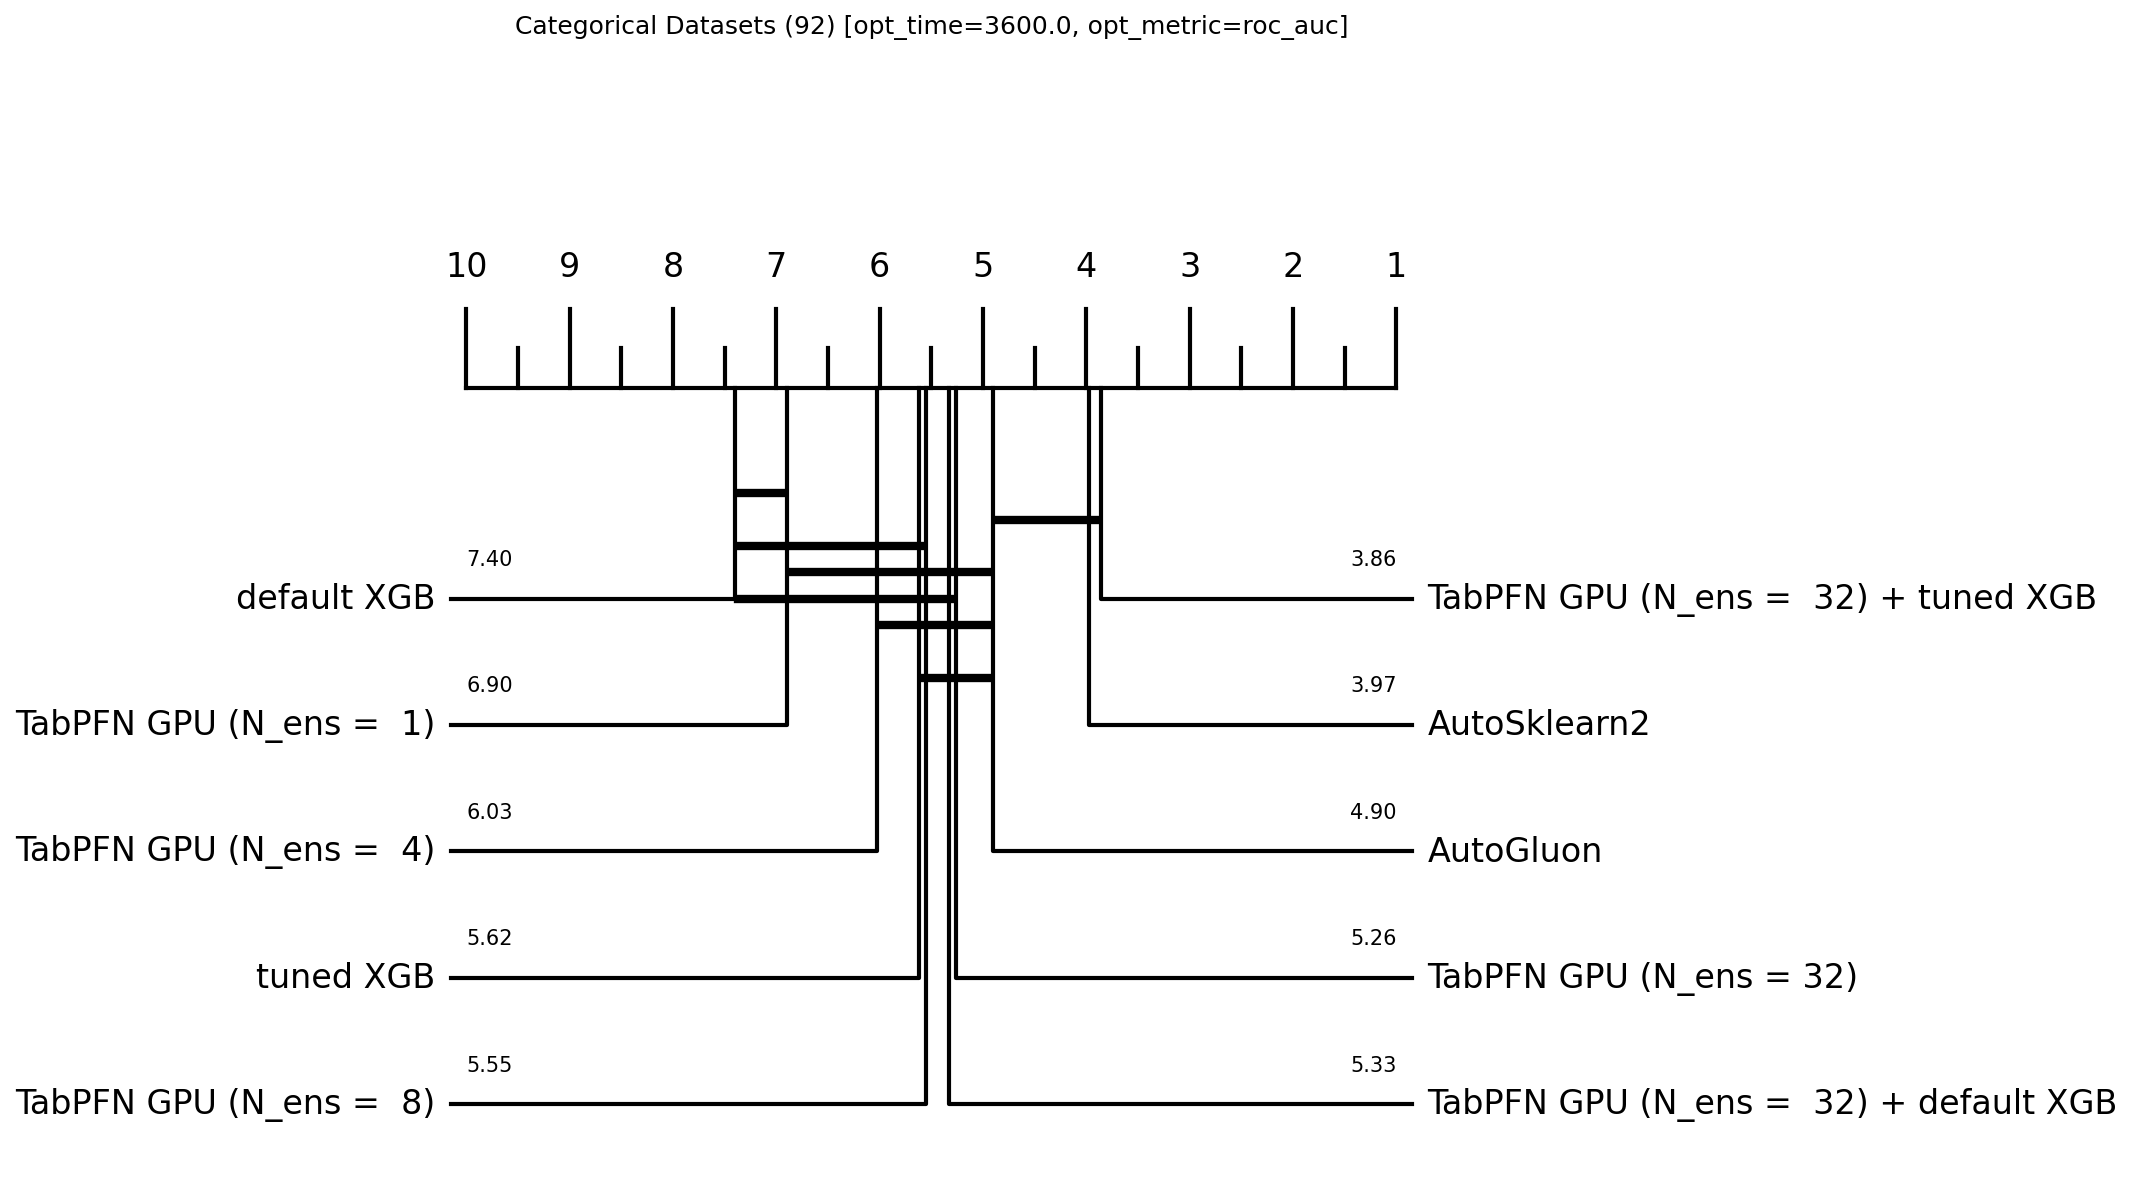 Categorical Datasets (92) [opt_time=3600.0, opt_metric=roc_auc]
10 9 8 7 6 5 4 3 2 1
7.40
default XGB
6.90
TabPFN GPU (N_ens =  1)
6.03
TabPFN GPU (N_ens =  4)
5.62
tuned XGB
5.55
TabPFN GPU (N_ens =  8)
3.86
TabPFN GPU (N_ens =  32) + tuned XGB
3.97
AutoSklearn2
4.90
AutoGluon
5.26
TabPFN GPU (N_ens = 32)
5.33
TabPFN GPU (N_ens =  32) + default XGB